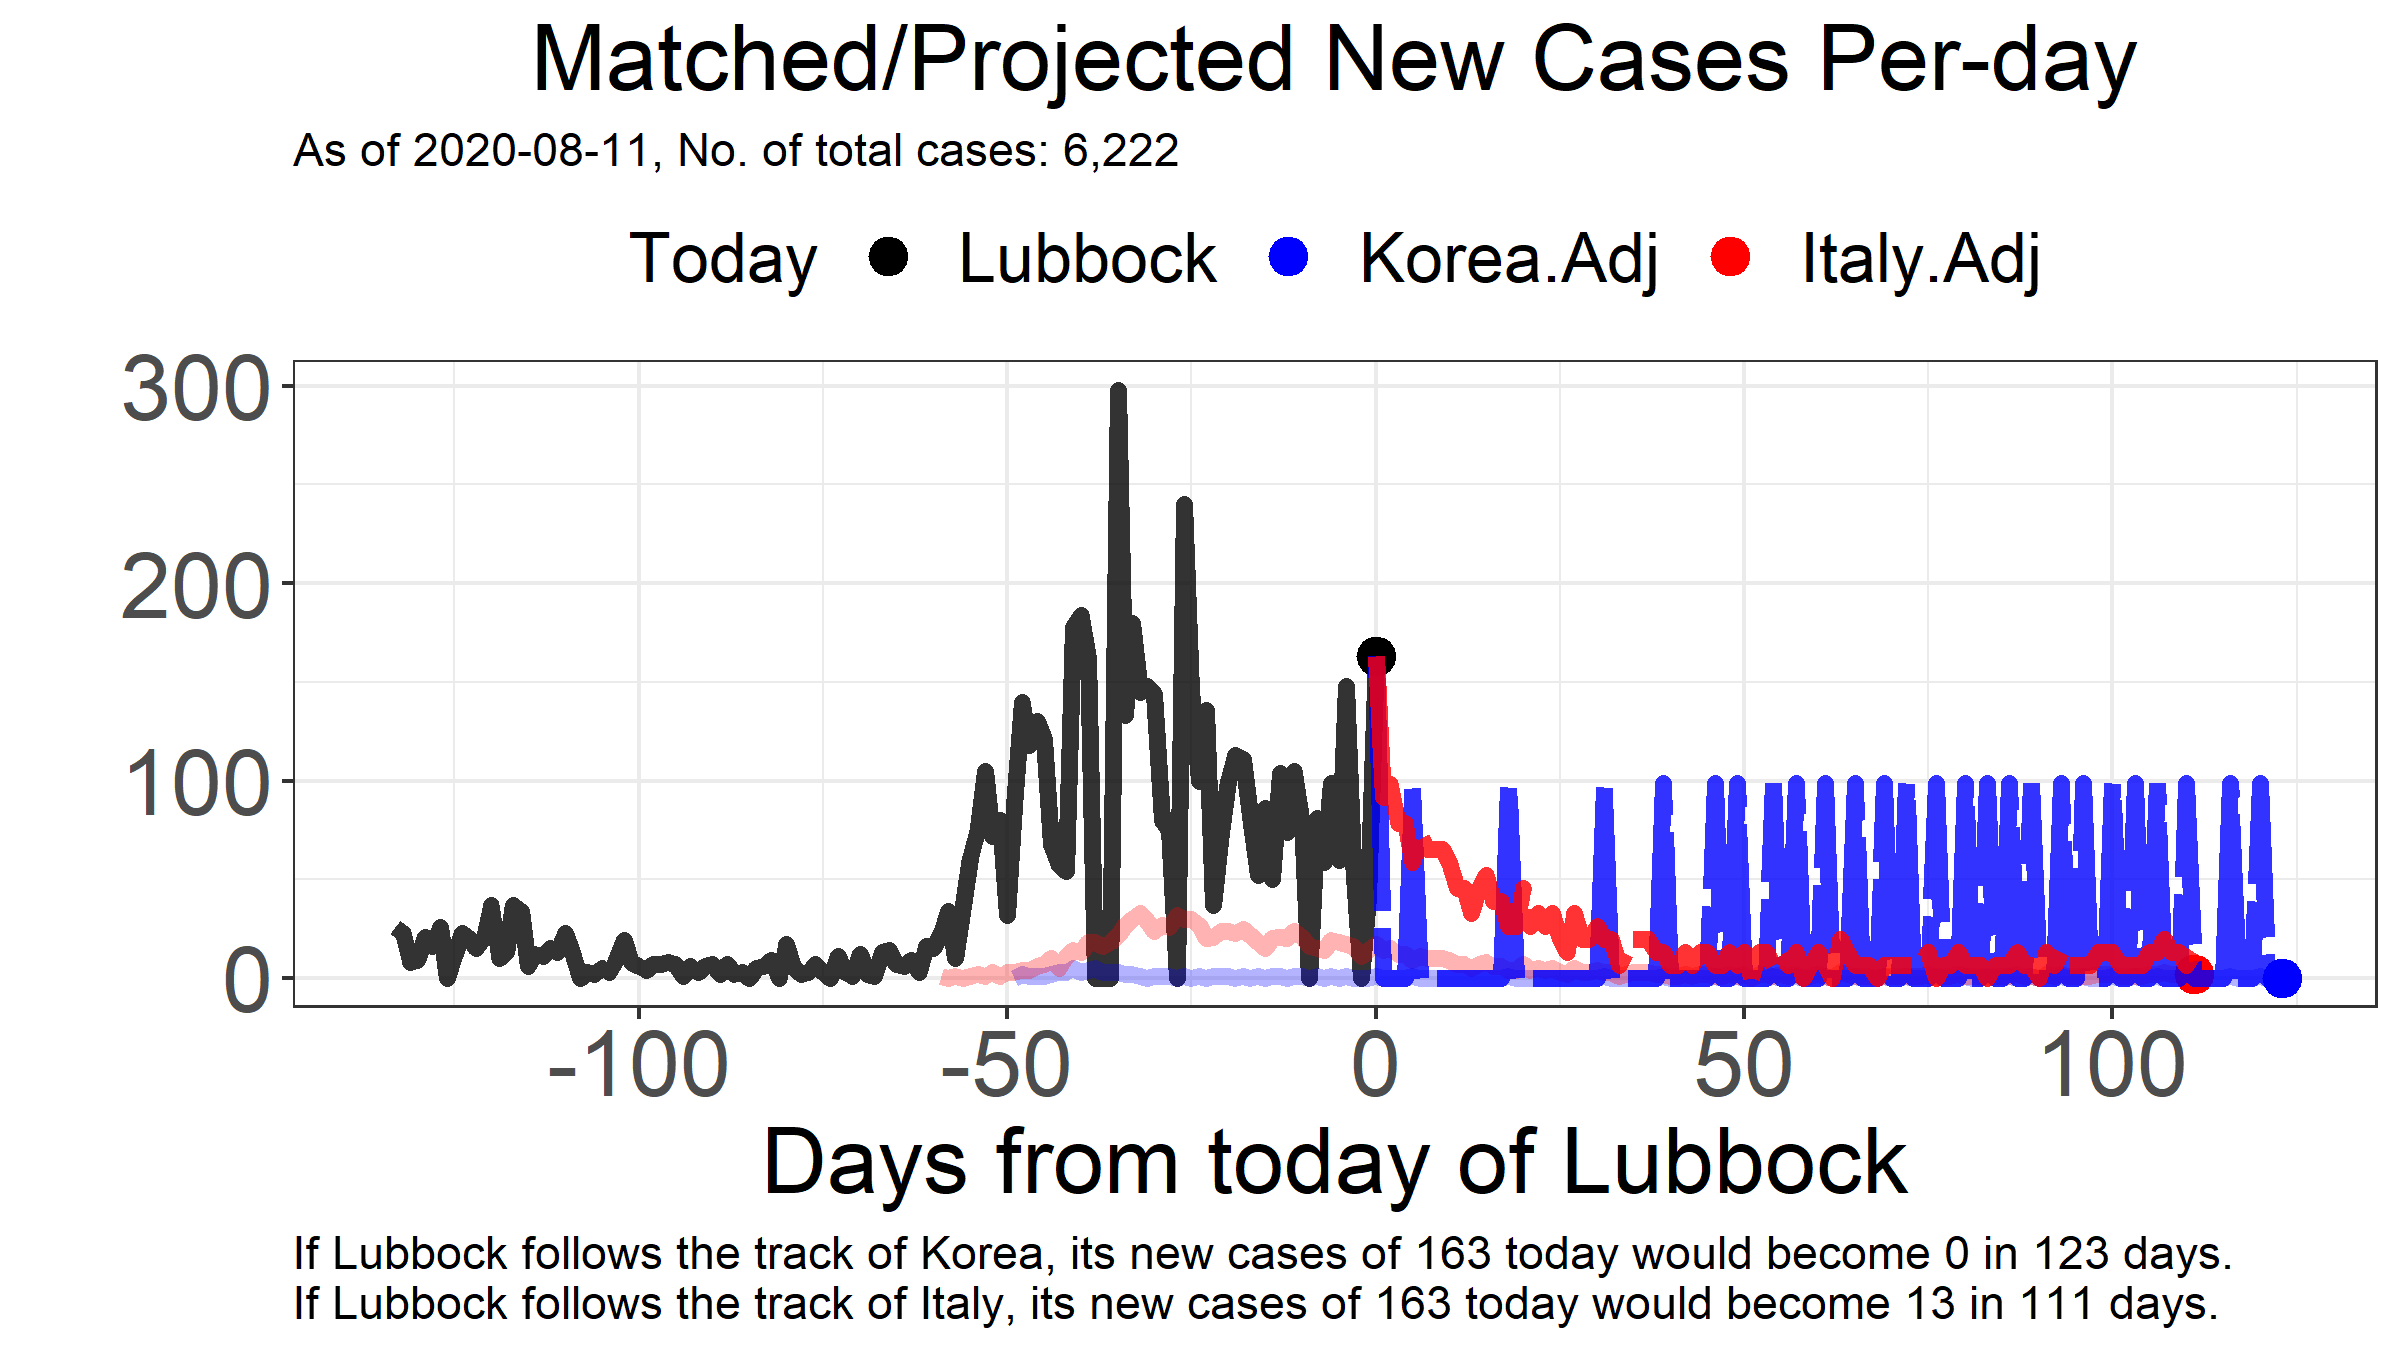 Matched/Projected New Cases Per-day
As of 2020-08-11, No. of total cases: 6,222
Today Lubbock Korea.Adj Italy.Adj
300
200
100
0
-100 -50 0 50 100
Days from today of Lubbock
If Lubbock follows the track of Korea, its new cases of 163 today would become 0 in 123 days.
If Lubbock follows the track of Italy, its new cases of 163 today would become 13 in 111 days.